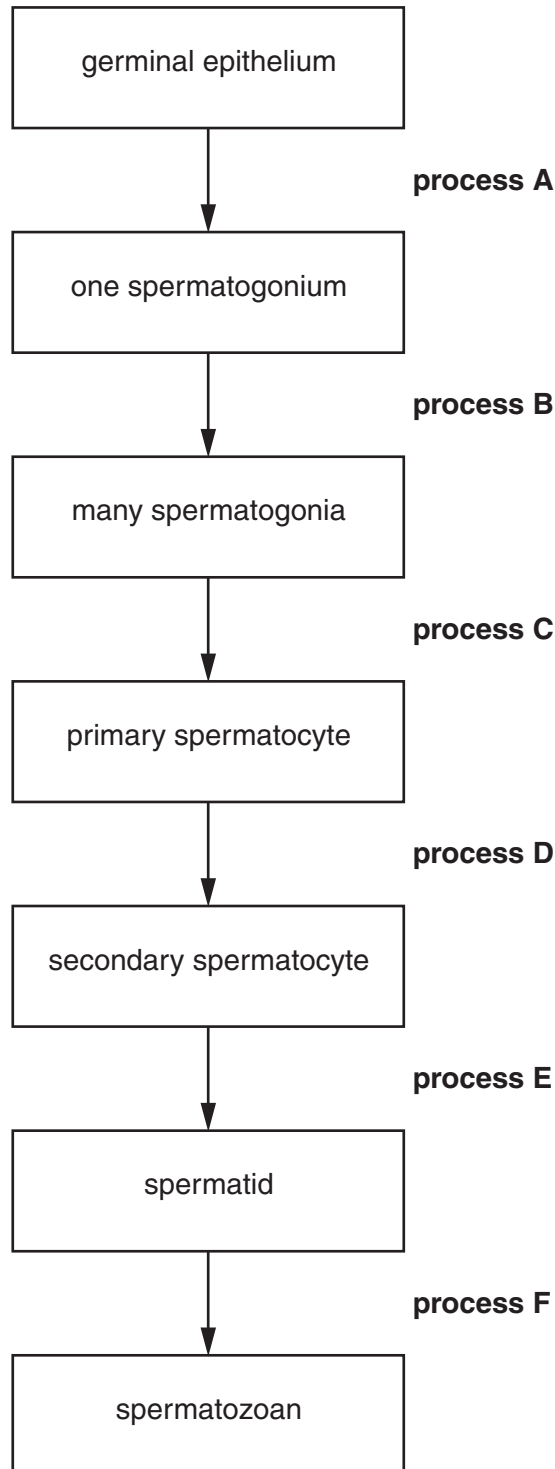 germinal epithelium
process A
one spermatogonium
process B
many spermatogonia
process C
primary spermatocyte
process D
secondary spermatocyte
process E
spermatid
process F
spermatozoan